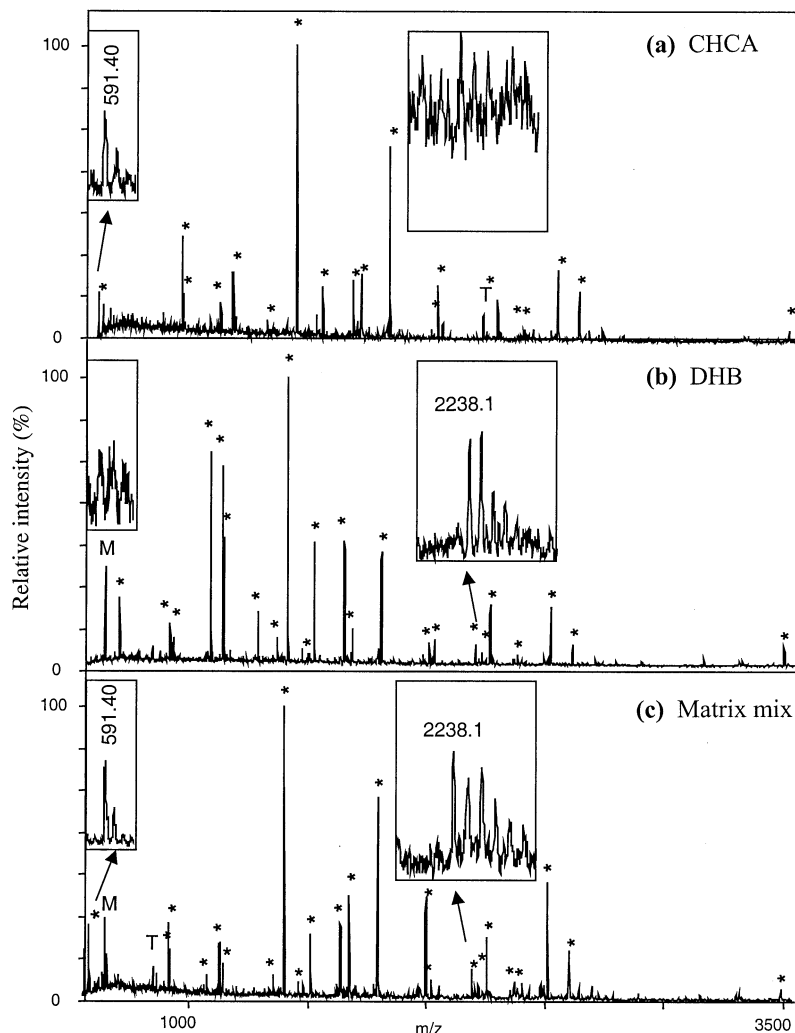 100
591.40
(a) CHCA
T
0
100
(b) DHB
2238.1
M
0
Relative intensity (%)
100
591.40
(c) Matrix mix
2238.1
M
T
0
1000
m/z
3500